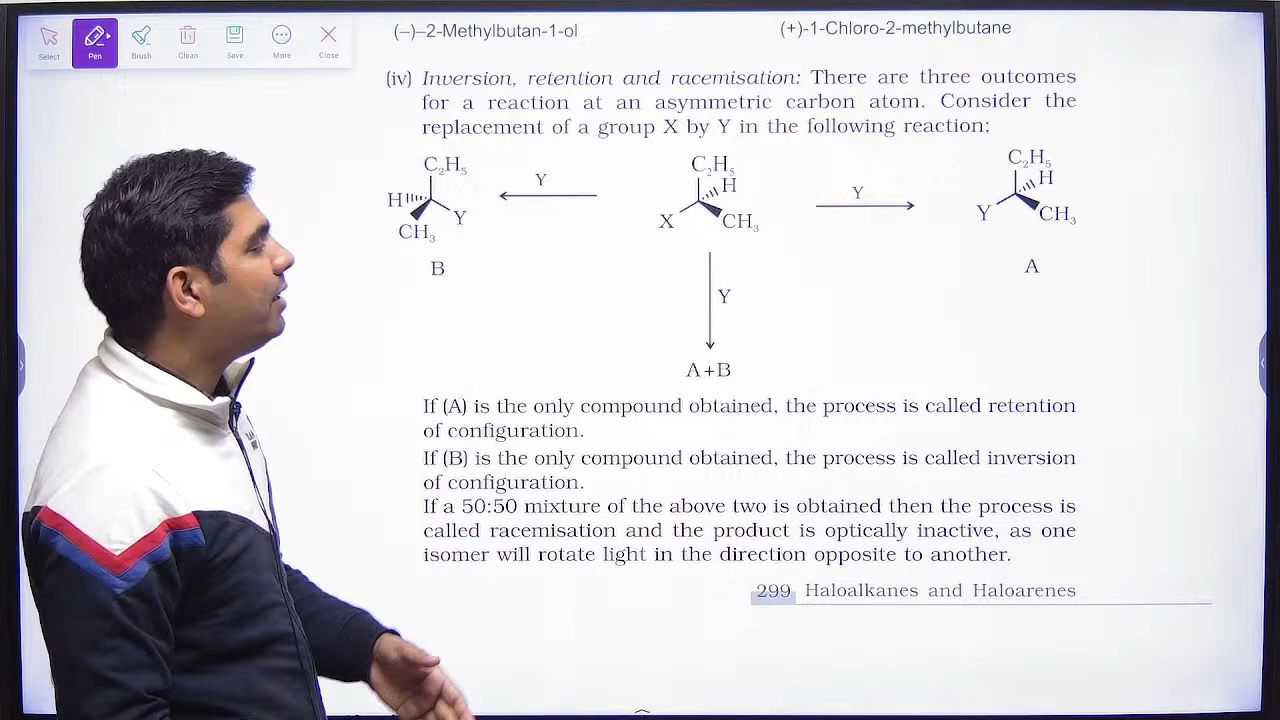 Select Pen Brush Clean Save More Close
(–)–2-Methylbutan-1-ol (+)-1-Chloro-2-methylbutane
(iv) Inversion, retention and racemisation: There are three outcomes
for a reaction at an asymmetric carbon atom. Consider the
replacement of a group X by Y in the following reaction;
C₂H₅
H
CH₃
Y
B
Y
C₂H₅
H
X
CH₃
Y
C₂H₅
H
Y
CH₃
A
Y
A+B
If (A) is the only compound obtained, the process is called retention
of configuration.
If (B) is the only compound obtained, the process is called inversion
of configuration.
If a 50:50 mixture of the above two is obtained then the process is
called racemisation and the product is optically inactive, as one
isomer will rotate light in the direction opposite to another.
299 Haloalkanes and Haloarenes